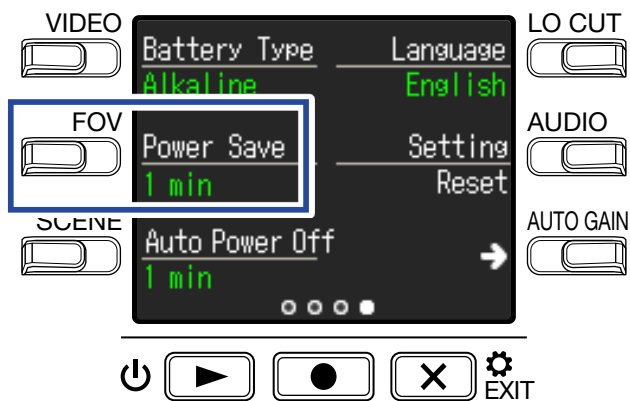 VIDEO
LO CUT
Battery Type
Language
Alkaline
English
FOV
AUDIO
Power Save
Setting
1 min
Reset
SCENE
AUTO GAIN
Auto Power Off
1 min
EXIT